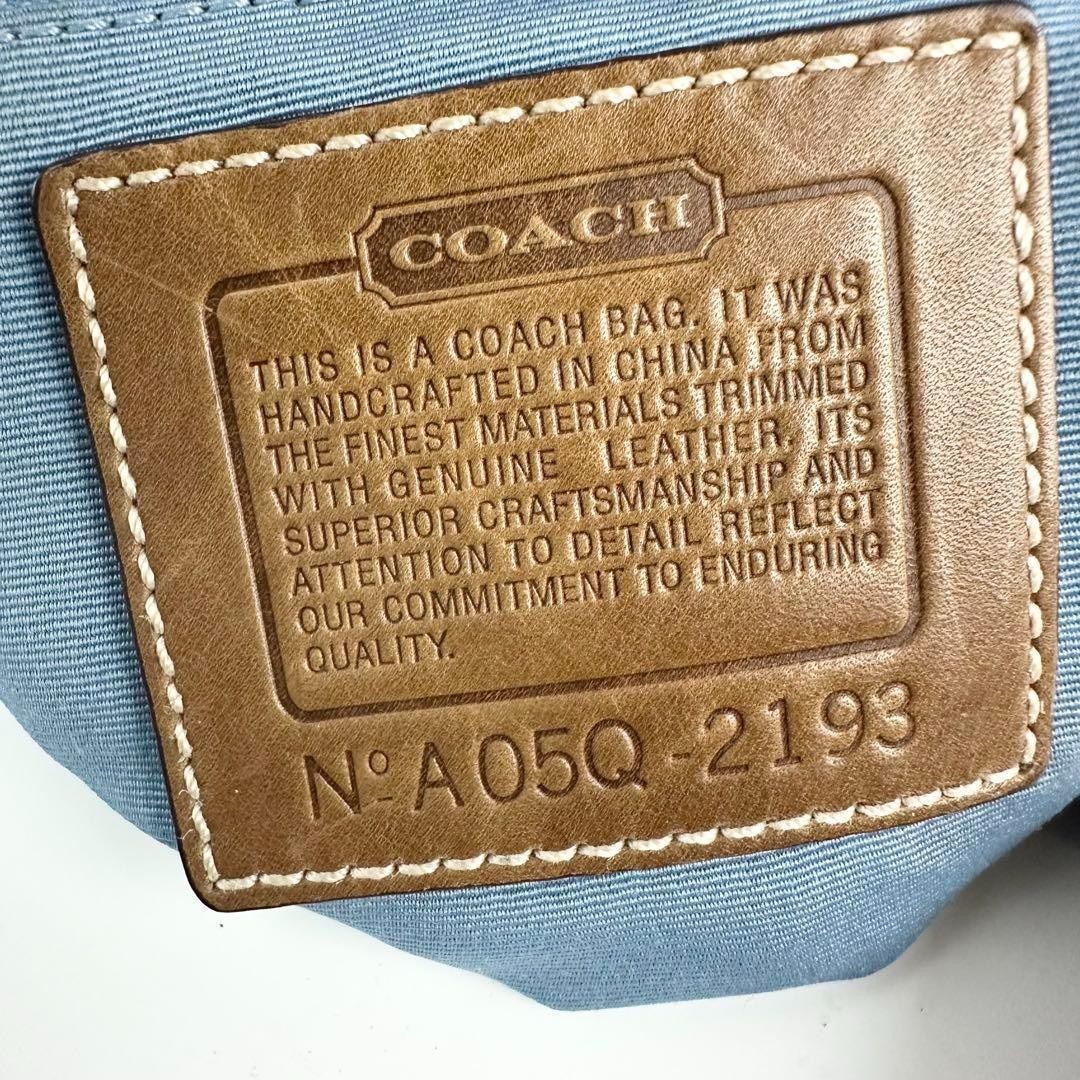 COACH
THIS IS A COACH BAG. IT WAS
HANDCRAFTED IN CHINA FROM
THE FINEST MATERIALS TRIMMED
WITH GENUINE LEATHER. ITS
SUPERIOR CRAFTSMANSHIP AND
ATTENTION TO DETAIL REFLECT
OUR COMMITMENT TO ENDURING
QUALITY.
Nº A05Q-2193